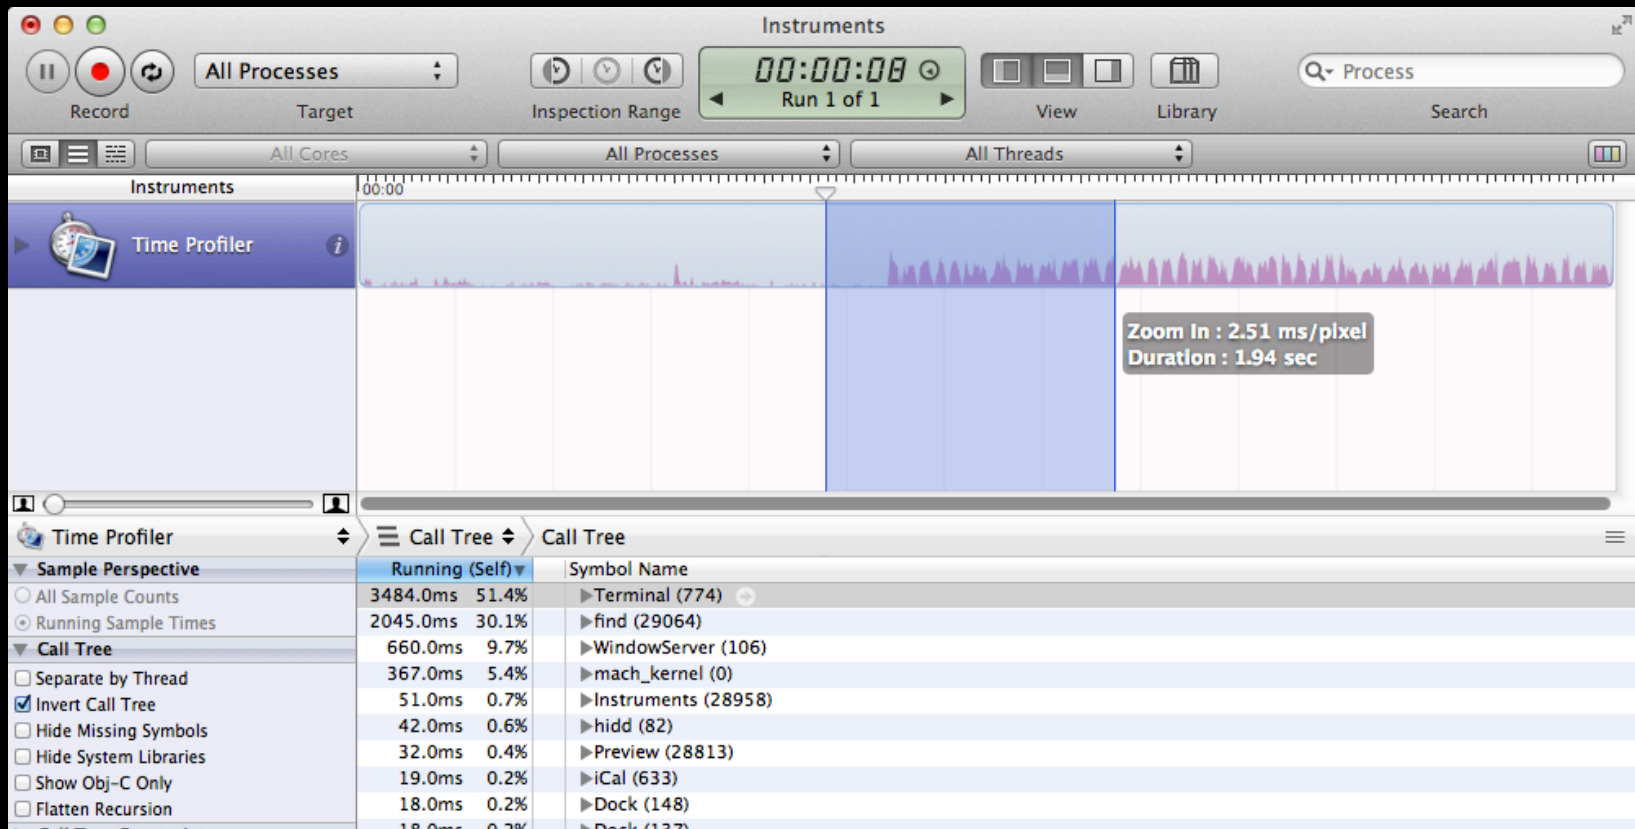 Instruments
All Processes
00:00:08
Run 1 of 1
Process
Record
Target
Inspection Range
View
Library
Search
All Cores
All Processes
All Threads
Instruments
00:00
Time Profiler
Zoom In : 2.51 ms/pixel
Duration : 1.94 sec
Time Profiler
Call Tree
Call Tree
Sample Perspective
All Sample Counts
Running Sample Times
Call Tree
Separate by Thread
Invert Call Tree
Hide Missing Symbols
Hide System Libraries
Show Obj-C Only
Flatten Recursion
Running (Self) Symbol Name
3484.0ms 51.4% Terminal (774)
2045.0ms 30.1% find (29064)
660.0ms 9.7% WindowServer (106)
367.0ms 5.4% mach_kernel (0)
51.0ms 0.7% Instruments (28958)
42.0ms 0.6% hidd (82)
32.0ms 0.4% Preview (28813)
19.0ms 0.2% iCal (633)
18.0ms 0.2% Dock (148)